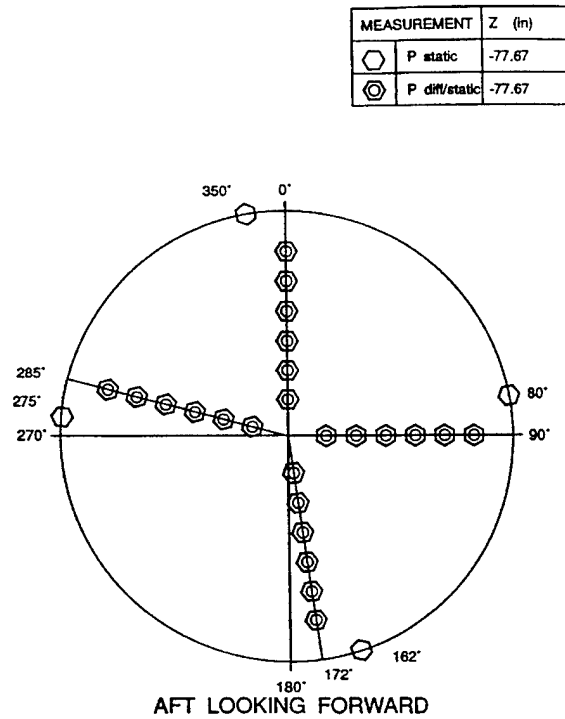 MEASUREMENT Z (in)
P static -77.67
P diff/static -77.67
350° 0°
285° 80°
275°
270° 90°
162°
172°
180°
AFT LOOKING FORWARD